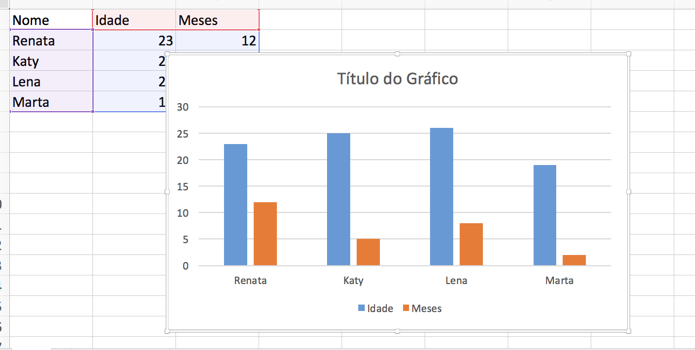 Nome Idade Meses
Renata 23 12
Katy 2
Lena 2
Marta 1
Título do Gráfico
30
25
20
15
10
5
0
Renata Katy Lena Marta
Idade Meses